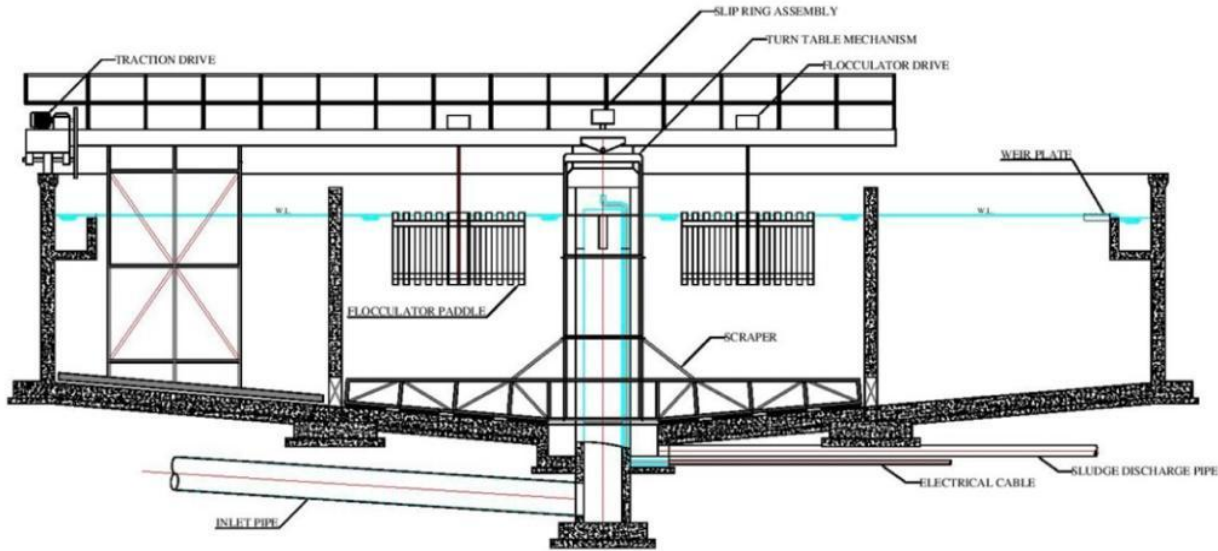 SLIP RING ASSEMBLY
TURN TABLE MECHANISM
TRACTION DRIVE
FLOCCULATOR DRIVE
WEIR PLATE
W.L.
W.L.
FLOCCULATOR PADDLE
SCRAPER
SLUDGE DISCHARGE PIPE
ELECTRICAL CABLE
INLET PIPE